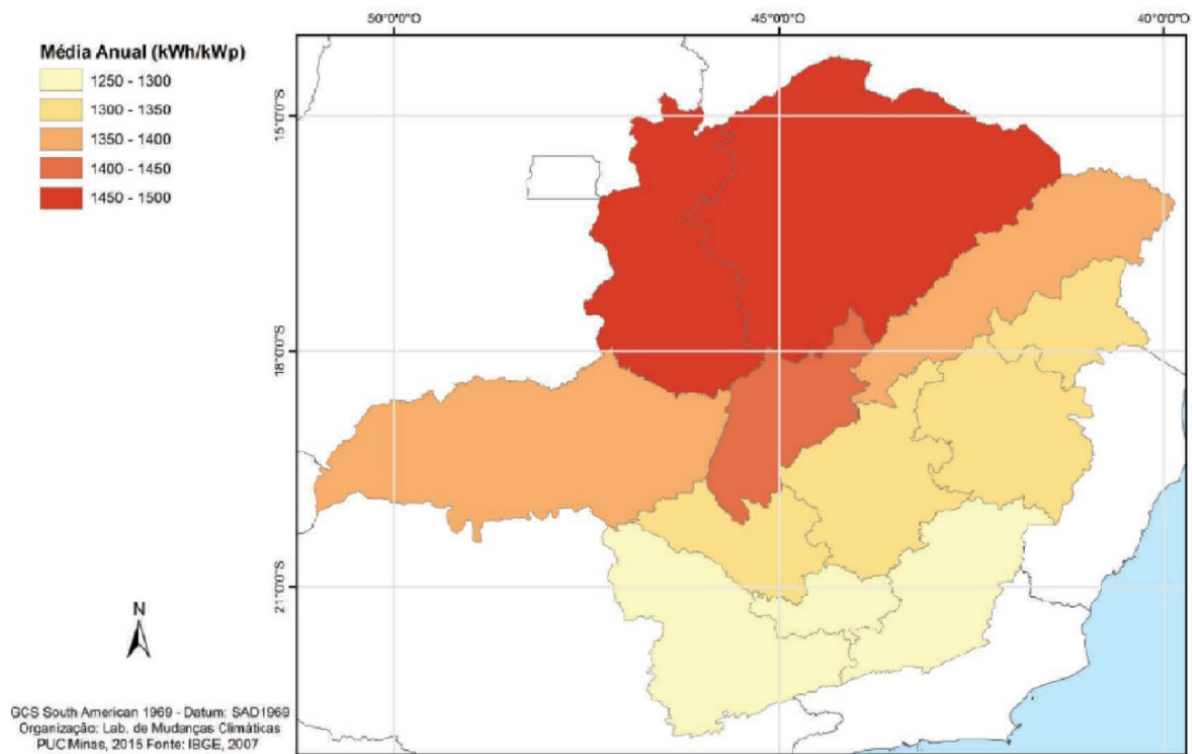 50°0'0"O 45°0'0"O 40°0'0"O
Média Anual (kWh/kWp)
1250 - 1300
1300 - 1350
1350 - 1400
1400 - 1450
1450 - 1500
15°0'0"S
18°0'0"S
21°0'0"S
N
GCS South American 1969 - Datum: SAD1969
Organização: Lab. de Mudanças Climáticas
PUC Minas, 2015 Fonte: IBGE, 2007